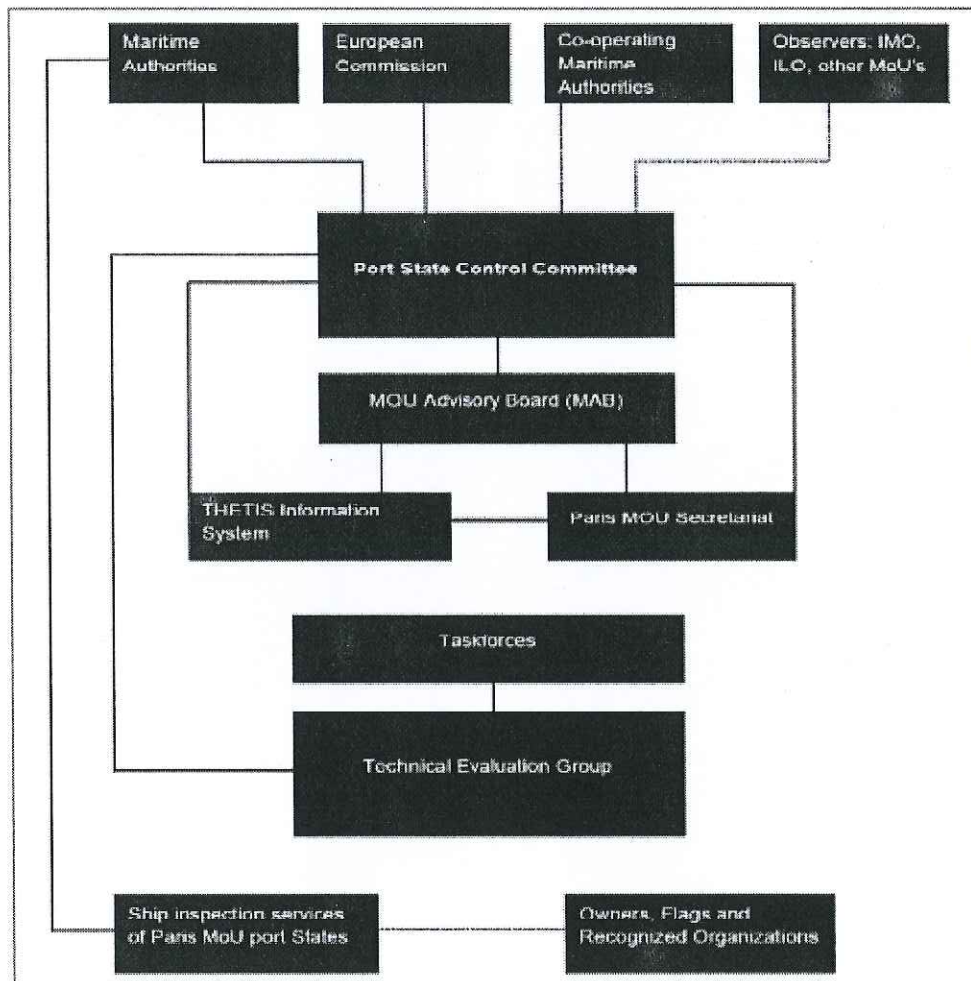 Maritime
Authorities
European
Commission
Co-operating
Maritime
Authorities
Observers: IMO,
ILO, other MoU's
Port State Control Committee
MOU Advisory Board (MAB)
THETIS Information
System
Paris MOU Secretariat
Taskforces
Technical Evaluation Group
Ship inspection services
of Paris MoU port States
Owners, Flags and
Recognized Organizations